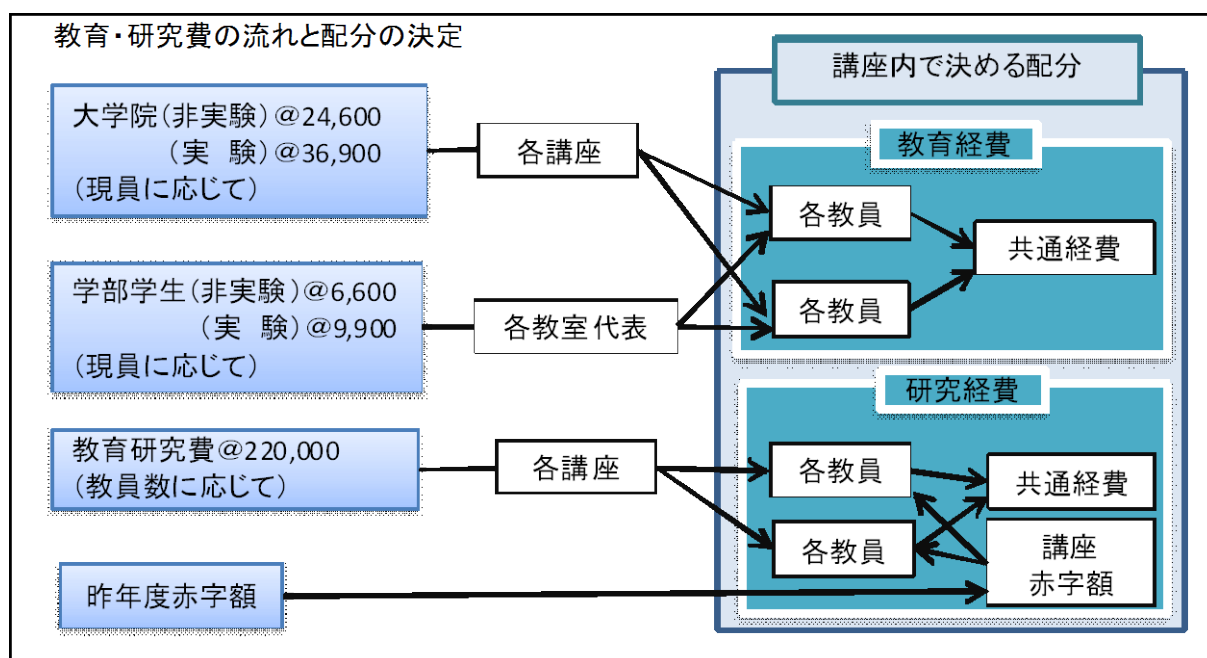 教育・研究費の流れと配分の決定
大学院(非実験)@24,600
(実　験)@36,900
(現員に応じて)
各講座
学部学生(非実験)@6,600
(実　験)@9,900
(現員に応じて)
各教室代表
教育研究費@220,000
(教員数に応じて)
各講座
昨年度赤字額
講座内で決める配分
教育経費
各教員
各教員
共通経費
研究経費
各教員
各教員
共通経費
講座
赤字額